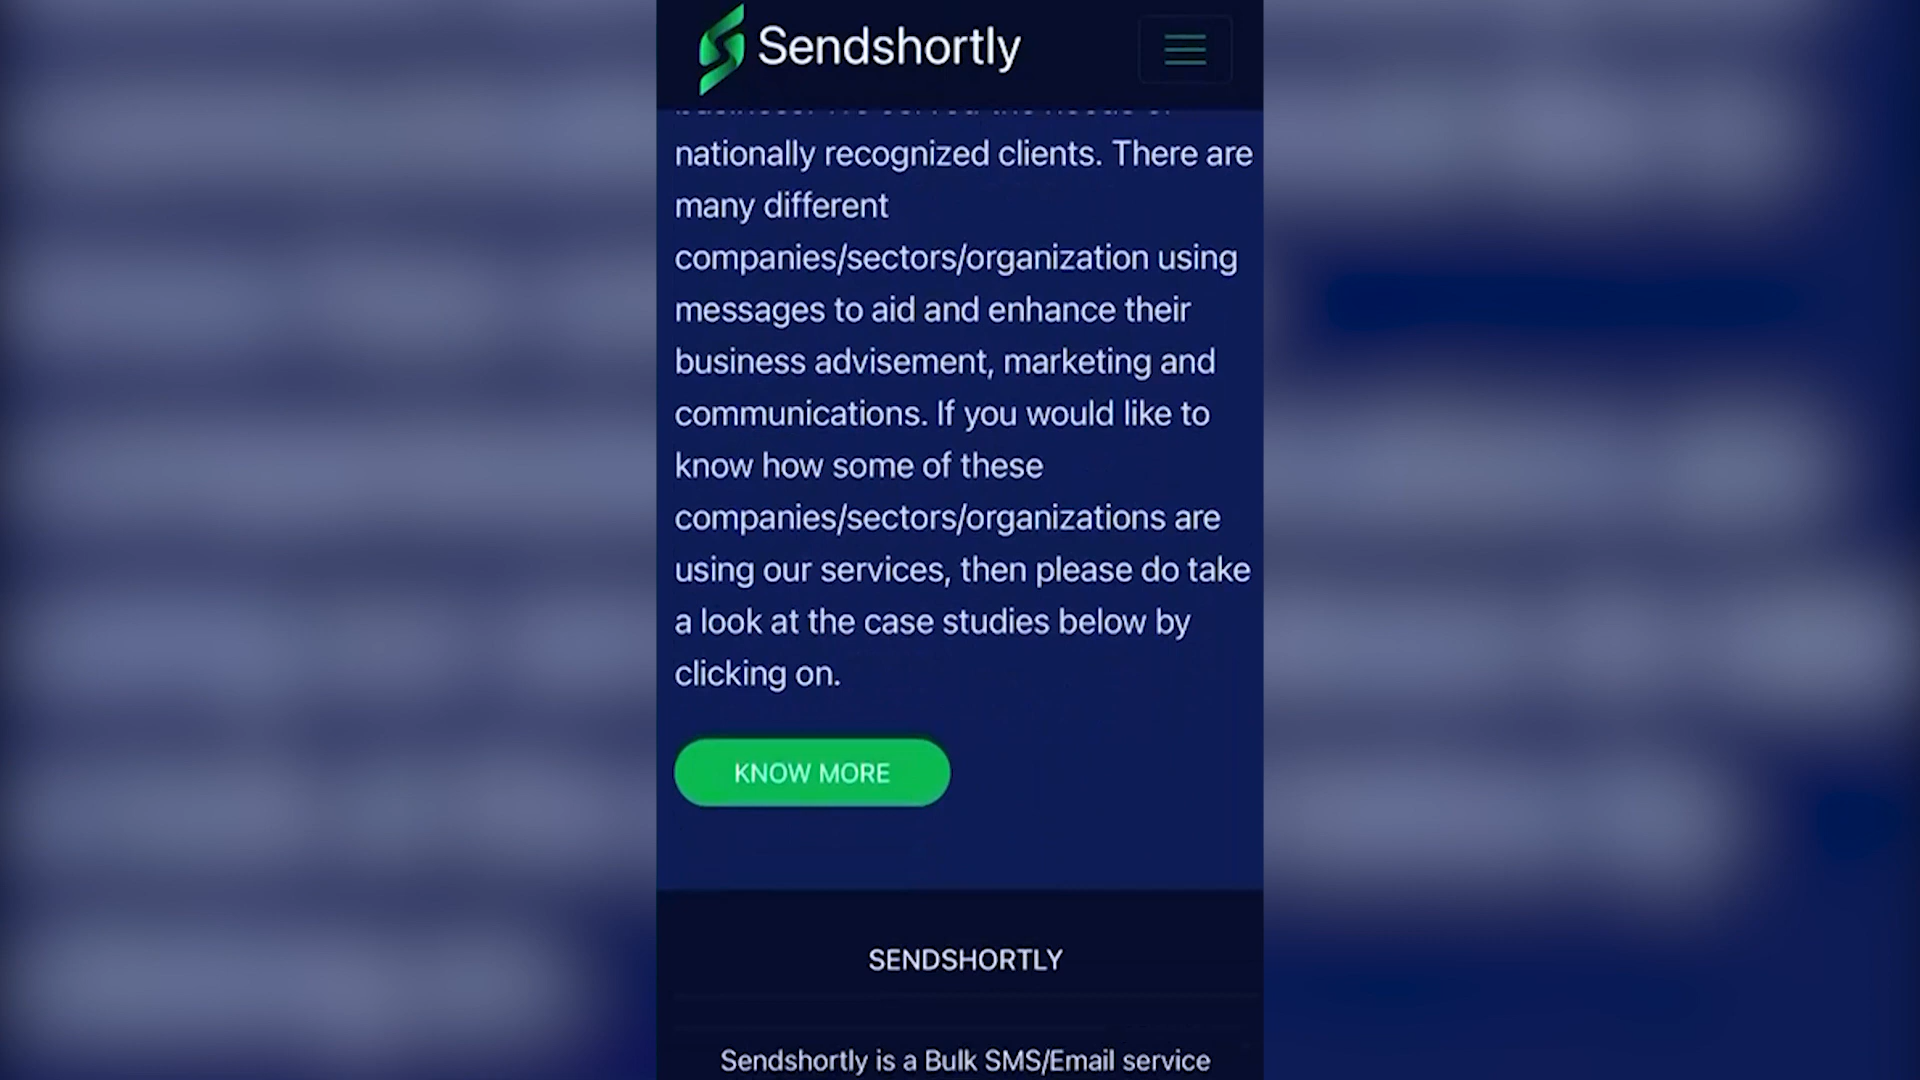 Sendshortly
nationally recognized clients. There are
many different
companies/sectors/organization using
messages to aid and enhance their
business advisement, marketing and
communications. If you would like to
know how some of these
companies/sectors/organizations are
using our services, then please do take
a look at the case studies below by
clicking on.
KNOW MORE
SENDSHORTLY
Sendshortly is a Bulk SMS/Email service